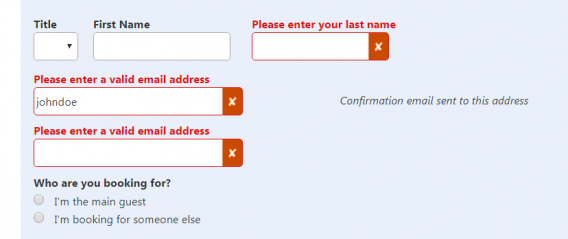 Title First Name Please enter your last name
Please enter a valid email address
johndoe Confirmation email sent to this address
Please enter a valid email address
Who are you booking for?
I'm the main guest
I'm booking for someone else